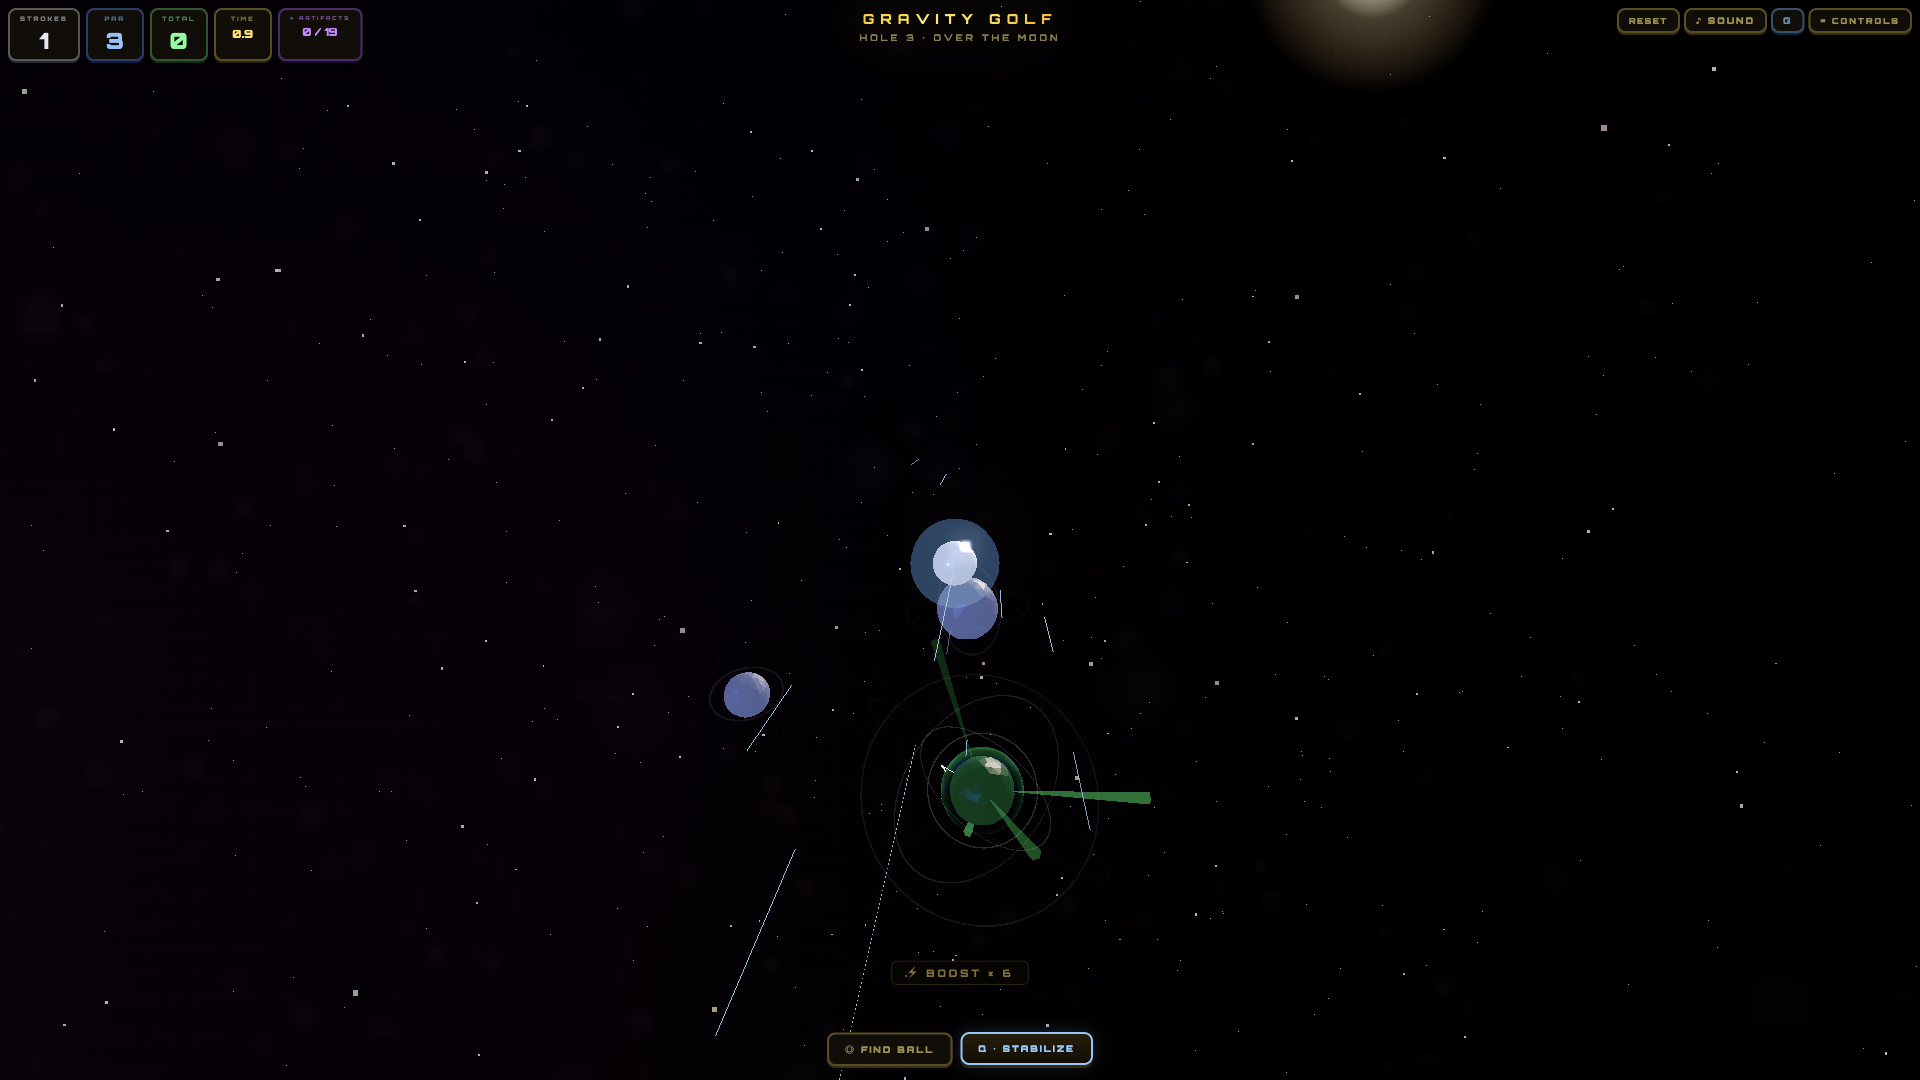 STROKES
1
PAR
3
TOTAL
0
TIME
0.9
ARTIFACTS
0 / 19
GRAVITY GOLF
HOLE 3 · OVER THE MOON
RESET
♪ SOUND
G
CONTROLS
⚡ BOOST × 6
FIND BALL
Q · STABILIZE